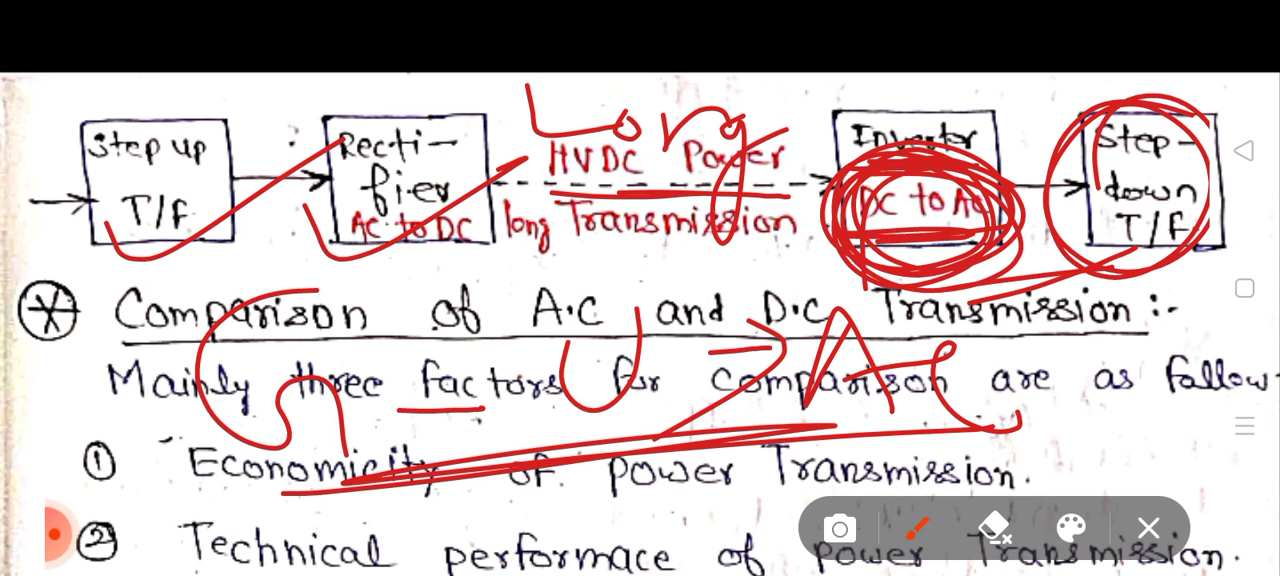 Step up Recti- Long Invertor Step-
HVDC Power
T/F fier DC to AC down
AC to DC long Transmission T/F
* Comparison of A.C and D.C Transmission :-
Mainly three factors for comparison are as follow
AC
① Economicity of power Transmission.
② Technical performace of power Transmission.